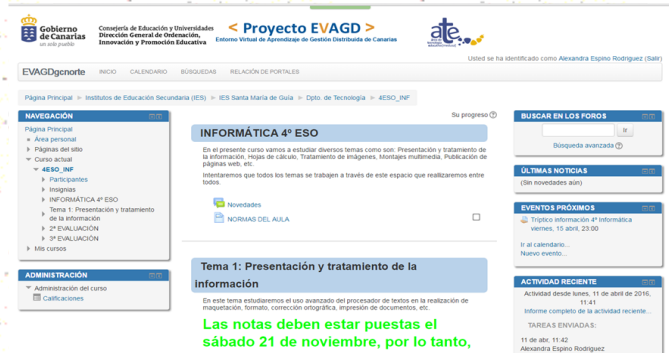 Gobierno
de Canarias
un solo pueblo
Consejería de Educación y Universidades
Dirección General de Ordenación,
Innovación y Promoción Educativa
< Proyecto EVAGD >
Entorno Virtual de Aprendizaje de Gestión Distribuida de Canarias
ate
Usted se ha identificado como Alexandra Espino Rodriguez (Salir)
EVAGDgcnorte INICIO CALENDARIO BÚSQUEDAS RELACIÓN DE PORTALES
Página Principal Institutos de Educación Secundaria (IES) IES Santa María de Guía Dpto. de Tecnología 4ESO_INF
NAVEGACIÓN
Página Principal
Área personal
Páginas del sitio
Curso actual
4ESO_INF
Participantes
Insignias
INFORMÁTICA 4º ESO
Tema 1: Presentación y tratamiento
de la información
2ª EVALUACIÓN
3ª EVALUACIÓN
Mis cursos
ADMINISTRACIÓN
Administración del curso
Calificaciones
Su progreso
INFORMÁTICA 4º ESO
En el presente curso vamos a estudiar diversos temas como son: Presentación y tratamiento de
la información, Hojas de cálculo, Tratamiento de imágenes, Montajes multimedia, Publicación de
páginas web, etc.
Intentaremos que todos los temas se trabajen a través de este espacio que realilzaremos entre
todos.
Novedades
NORMAS DEL AULA
Tema 1: Presentación y tratamiento de la
información
En este tema estudiaremos el uso avanzado del procesador de textos en la realización de
maquetación, formato, corrección ortográfica, impresión de documentos, etc.
Las notas deben estar puestas el
sábado 21 de noviembre, por lo tanto,
BUSCAR EN LOS FOROS
Ir
Búsqueda avanzada
ÚLTIMAS NOTICIAS
(Sin novedades aún)
EVENTOS PRÓXIMOS
Tríptico información 4º Informática
viernes, 15 abril, 23:00
Ir al calendario...
Nuevo evento...
ACTIVIDAD RECIENTE
Actividad desde lunes, 11 de abril de 2016,
11:41
Informe completo de la actividad reciente...
TAREAS ENVIADAS:
11 de abr, 11:42
Alexandra Espino Rodriguez